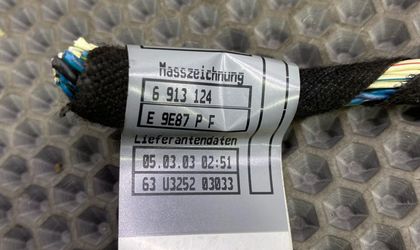 Masszeichnung
6 913 124
E 9E87 P F
Lieferantendaten
05.03.03 02:51
63 U3252 03033